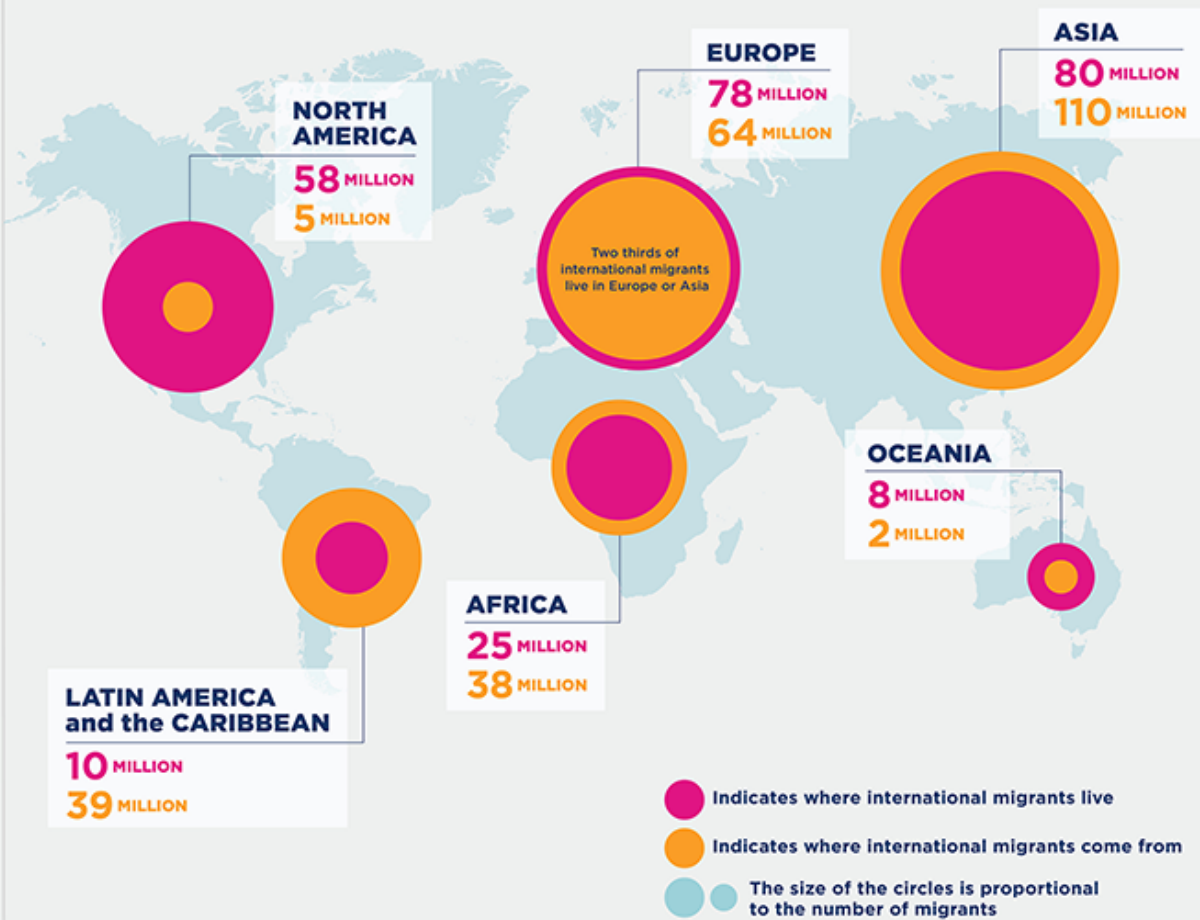 NORTH
AMERICA
58 MILLION
5 MILLION
EUROPE
78 MILLION
64 MILLION
Two thirds of
international migrants
live in Europe or Asia
ASIA
80 MILLION
110 MILLION
OCEANIA
8 MILLION
2 MILLION
AFRICA
25 MILLION
38 MILLION
LATIN AMERICA
and the CARIBBEAN
10 MILLION
39 MILLION
Indicates where international migrants live
Indicates where international migrants come from
The size of the circles is proportional
to the number of migrants